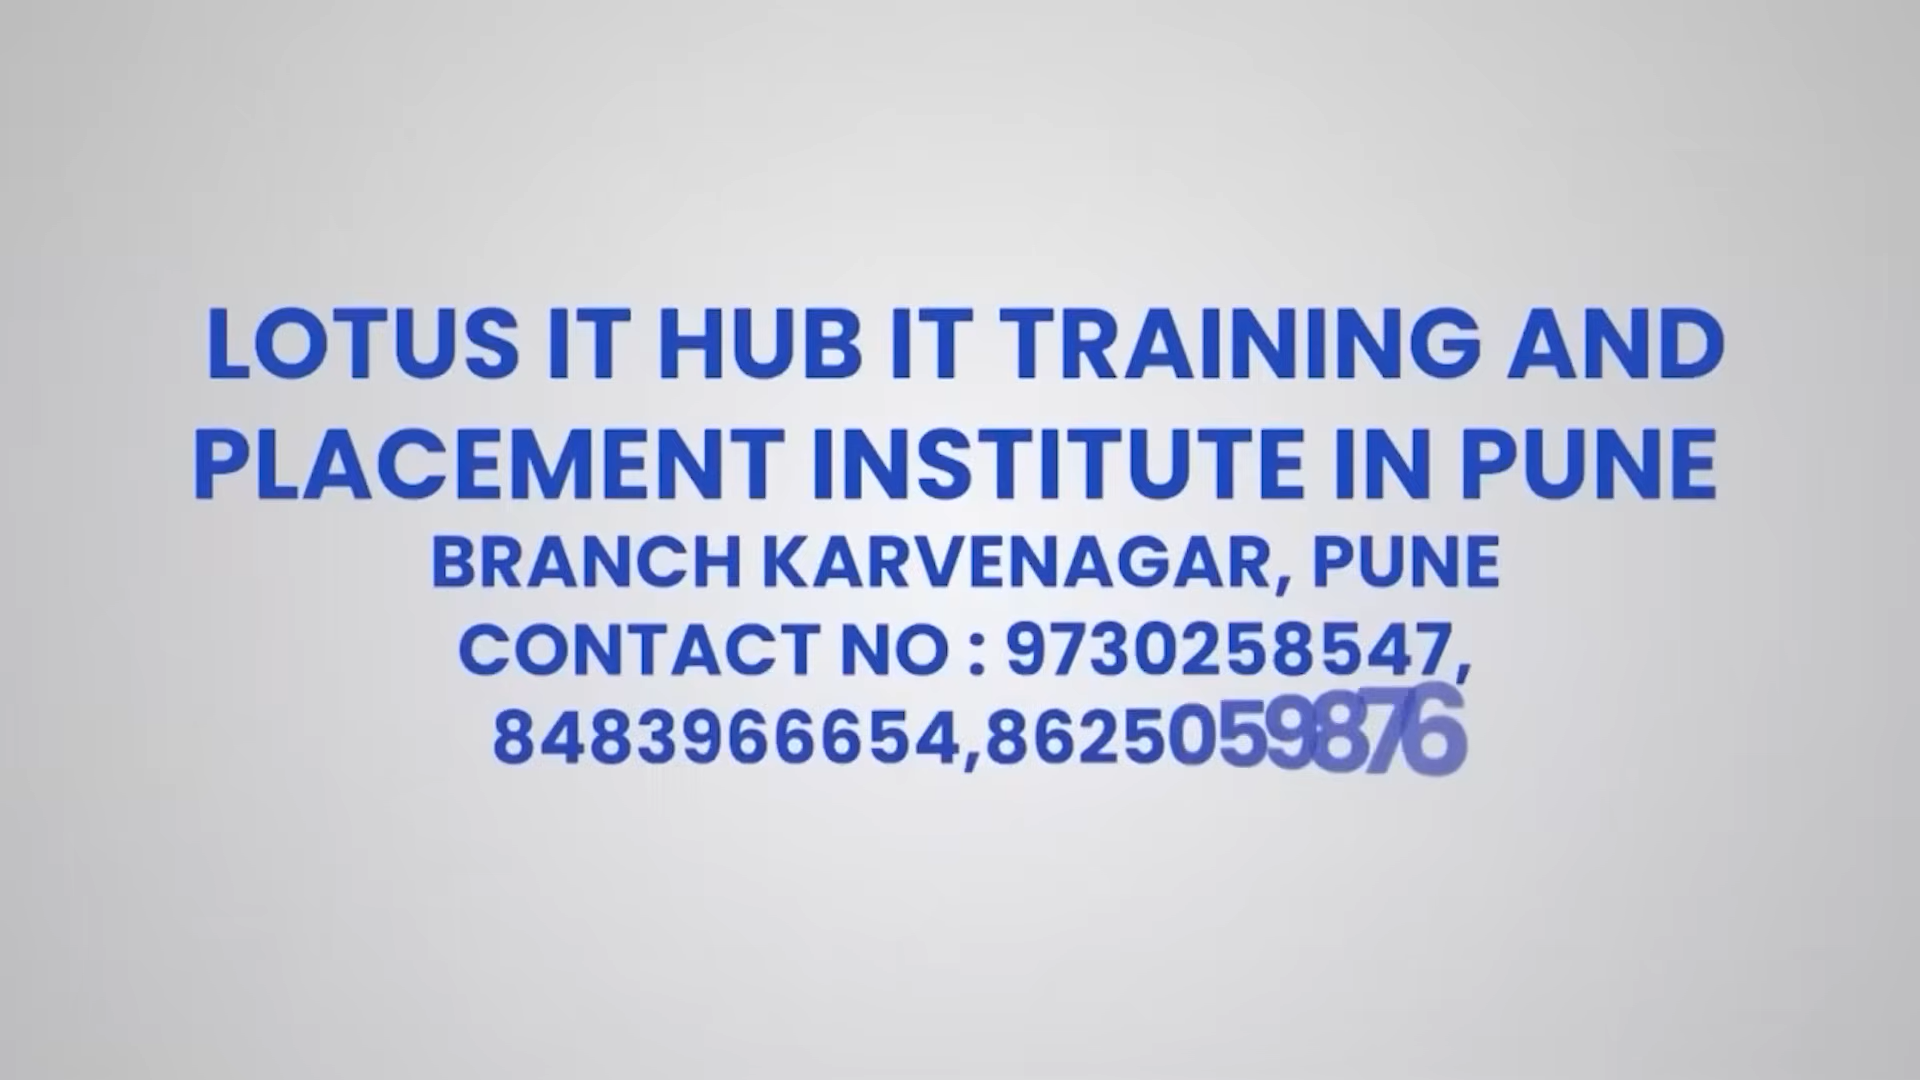 LOTUS IT HUB IT TRAINING AND
PLACEMENT INSTITUTE IN PUNE
BRANCH KARVENAGAR, PUNE
CONTACT NO : 9730258547,
8483966654,8625059876